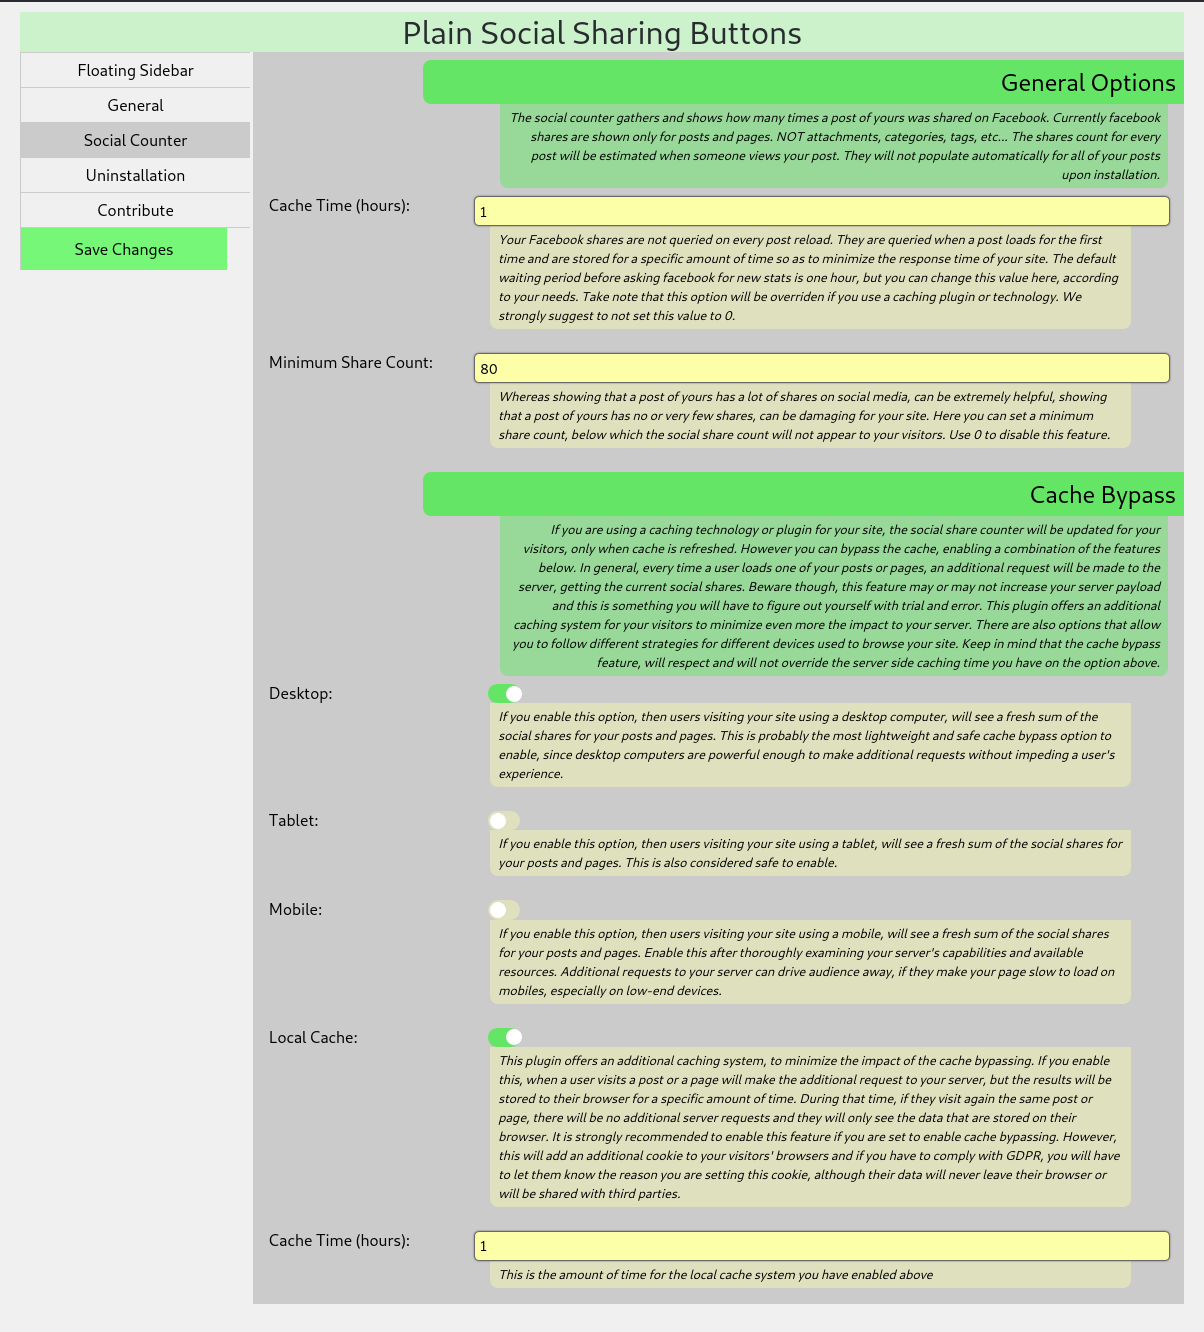 Plain Social Sharing Buttons
Floating Sidebar
General
Social Counter
Uninstallation
Contribute
Save Changes
General Options
The social counter gathers and shows how many times a post of yours was shared on Facebook. Currently facebook
shares are shown only for posts and pages. NOT attachments, categories, tags, etc... The shares count for every
post will be estimated when someone views your post. They will not populate automatically for all of your posts
upon installation.
Cache Time (hours):
1
Your Facebook shares are not queried on every post reload. They are queried when a post loads for the first
time and are stored for a specific amount of time so as to minimize the response time of your site. The default
waiting period before asking facebook for new stats is one hour, but you can change this value here, according
to your needs. Take note that this option will be overriden if you use a caching plugin or technology. We
strongly suggest to not set this value to 0.
Minimum Share Count:
80
Whereas showing that a post of yours has a lot of shares on social media, can be extremely helpful, showing
that a post of yours has no or very few shares, can be damaging for your site. Here you can set a minimum
share count, below which the social share count will not appear to your visitors. Use 0 to disable this feature.
Cache Bypass
If you are using a caching technology or plugin for your site, the social share counter will be updated for your
visitors, only when cache is refreshed. However you can bypass the cache, enabling a combination of the features
below. In general, every time a user loads one of your posts or pages, an additional request will be made to the
server, getting the current social shares. Beware though, this feature may or may not increase your server payload
and this is something you will have to figure out yourself with trial and error. This plugin offers an additional
caching system for your visitors to minimize even more the impact to your server. There are also options that allow
you to follow different strategies for different devices used to browse your site. Keep in mind that the cache bypass
feature, will respect and will not override the server side caching time you have on the option above.
Desktop:
If you enable this option, then users visiting your site using a desktop computer, will see a fresh sum of the
social shares for your posts and pages. This is probably the most lightweight and safe cache bypass option to
enable, since desktop computers are powerful enough to make additional requests without impeding a user's
experience.
Tablet:
If you enable this option, then users visiting your site using a tablet, will see a fresh sum of the social shares for
your posts and pages. This is also considered safe to enable.
Mobile:
If you enable this option, then users visiting your site using a mobile, will see a fresh sum of the social shares
for your posts and pages. Enable this after thoroughly examining your server's capabilities and available
resources. Additional requests to your server can drive audience away, if they make your page slow to load on
mobiles, especially on low-end devices.
Local Cache:
This plugin offers an additional caching system, to minimize the impact of the cache bypassing. If you enable
this, when a user visits a post or a page will make the additional request to your server, but the results will be
stored to their browser for a specific amount of time. During that time, if they visit again the same post or
page, there will be no additional server requests and they will only see the data that are stored on their
browser. It is strongly recommended to enable this feature if you are set to enable cache bypassing. However,
this will add an additional cookie to your visitors' browsers and if you have to comply with GDPR, you will have
to let them know the reason you are setting this cookie, although their data will never leave their browser or
will be shared with third parties.
Cache Time (hours):
1
This is the amount of time for the local cache system you have enabled above